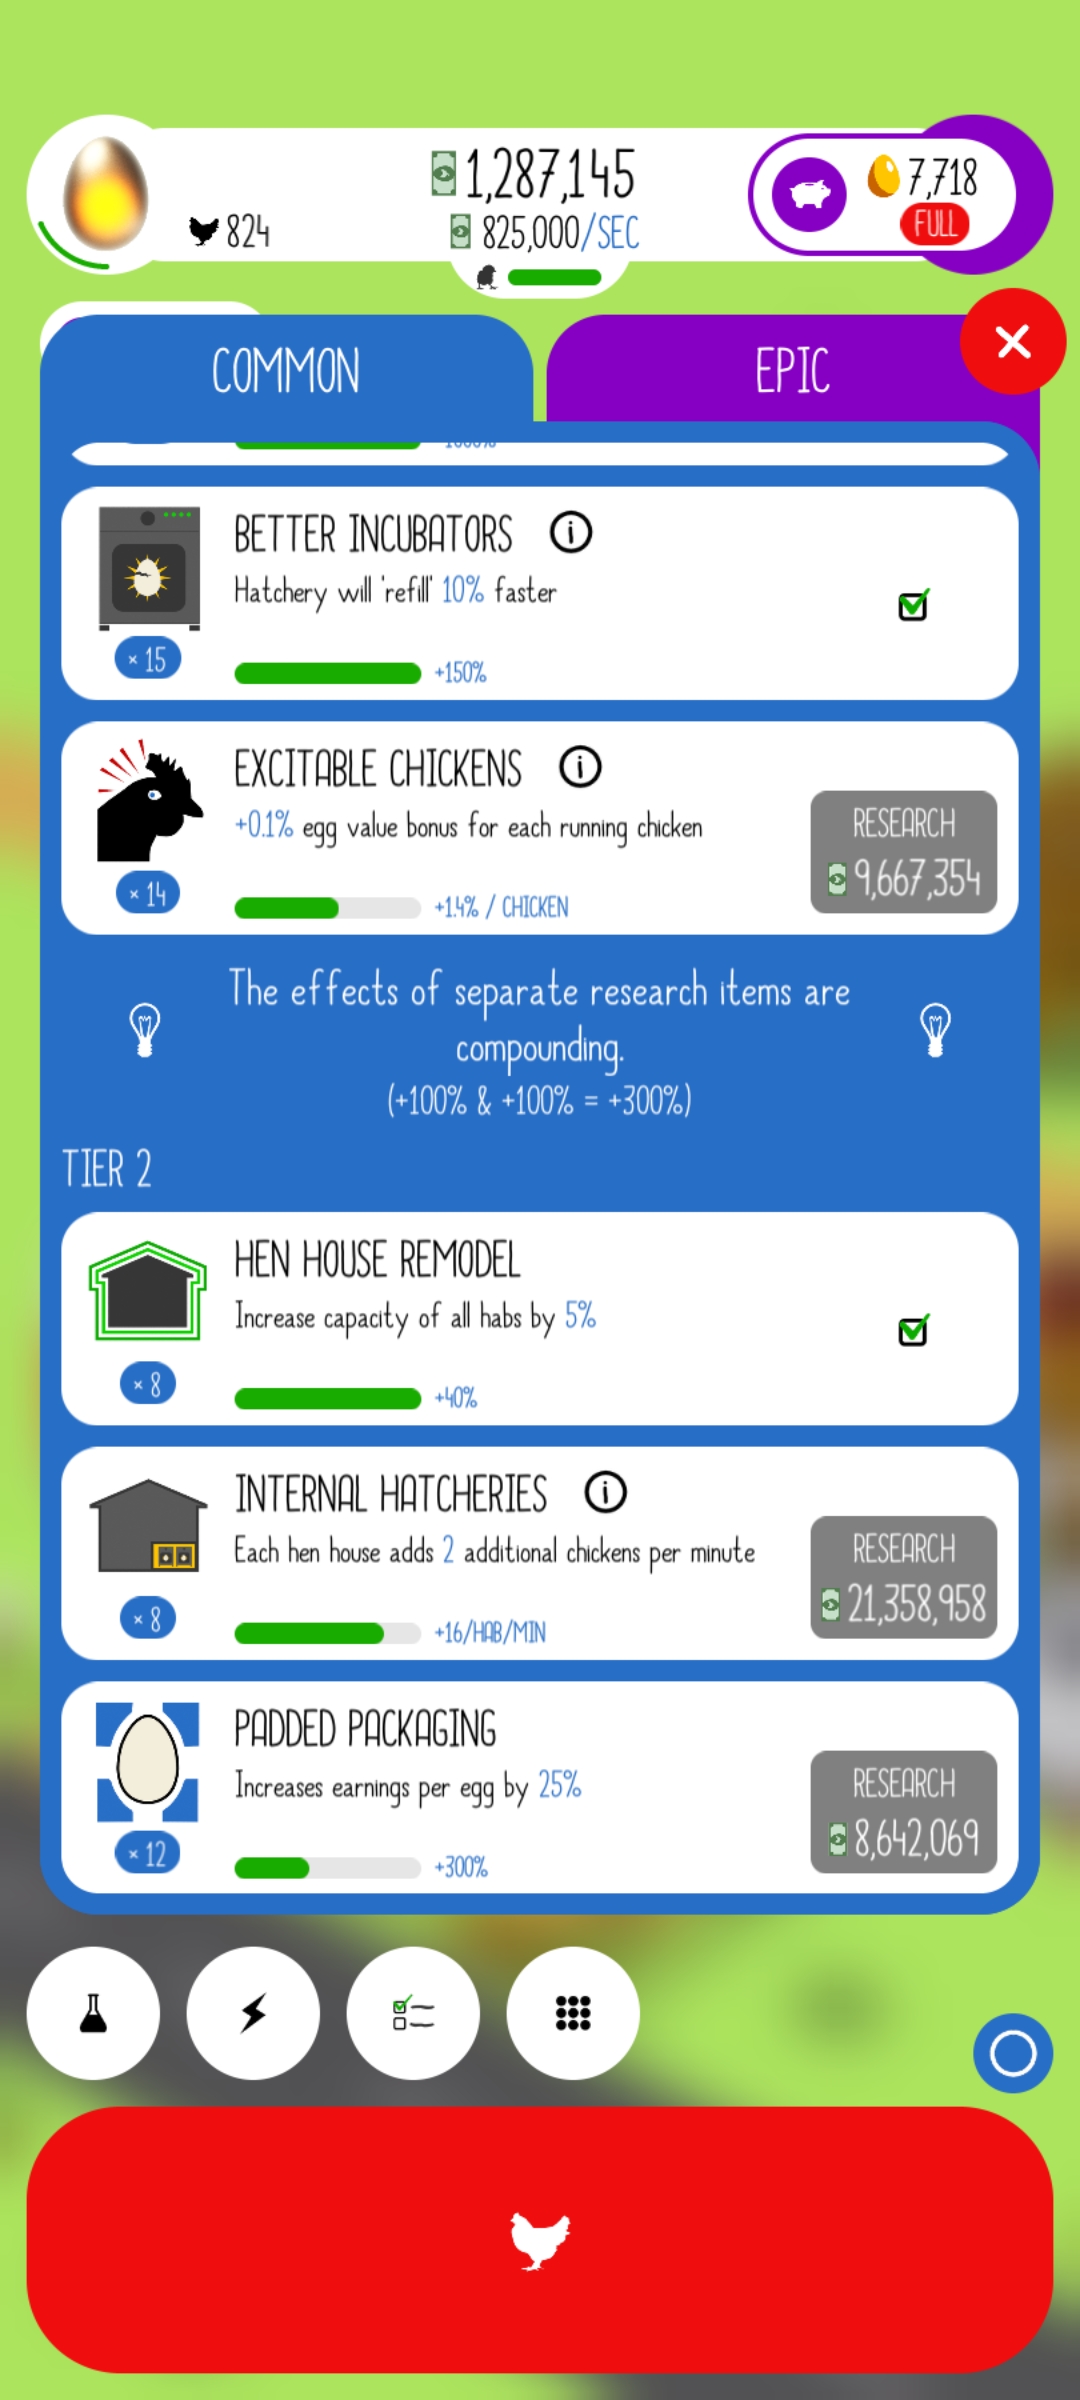 1,287,145
7,718
824
825,000/SEC
FULL
COMMON
EPIC
BETTER INCUBATORS
Hatchery will 'refill' 10% faster
× 15
+150%
EXCITABLE CHICKENS
+0.1% egg value bonus for each running chicken
RESEARCH
9,667,354
× 14
+1.4% / CHICKEN
The effects of separate research items are
compounding.
(+100% & +100% = +300%)
TIER 2
HEN HOUSE REMODEL
Increase capacity of all habs by 5%
× 8
+40%
INTERNAL HATCHERIES
Each hen house adds 2 additional chickens per minute
RESEARCH
21,358,958
× 8
+16/HAB/MIN
PADDED PACKAGING
Increases earnings per egg by 25%
RESEARCH
8,642,069
× 12
+300%